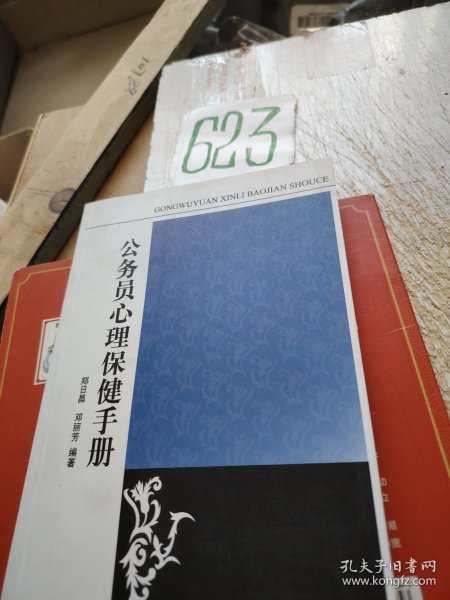 623
GONGWUYUAN XINLI BAOJIAN SHOUCE
公务员心理保健手册
郑日昌 邓丽芳 编著
孔夫子旧书网
www.kongfz.com